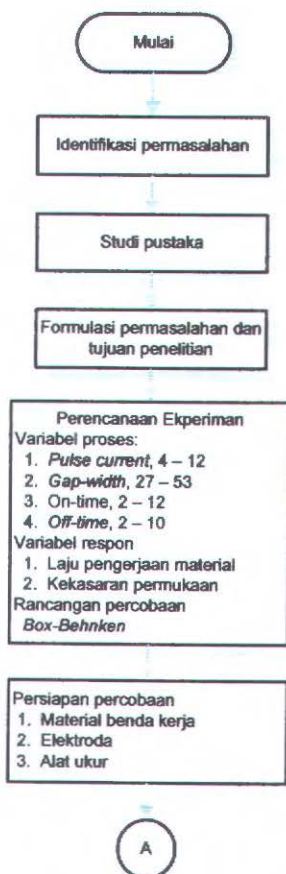 Mulai
Identifikasi permasalahan
Studi pustaka
Formulasi permasalahan dan
tujuan penelitian
Perencanaan Ekperiman
Variabel proses:
1. Pulse current, 4 – 12
2. Gap-width, 27 – 53
3. On-time, 2 – 12
4. Off-time, 2 – 10
Variabel respon
1. Laju pengerjaan material
2. Kekasaran permukaan
Rancangan percobaan
Box-Behnken
Persiapan percobaan
1. Material benda kerja
2. Elektroda
3. Alat ukur
A